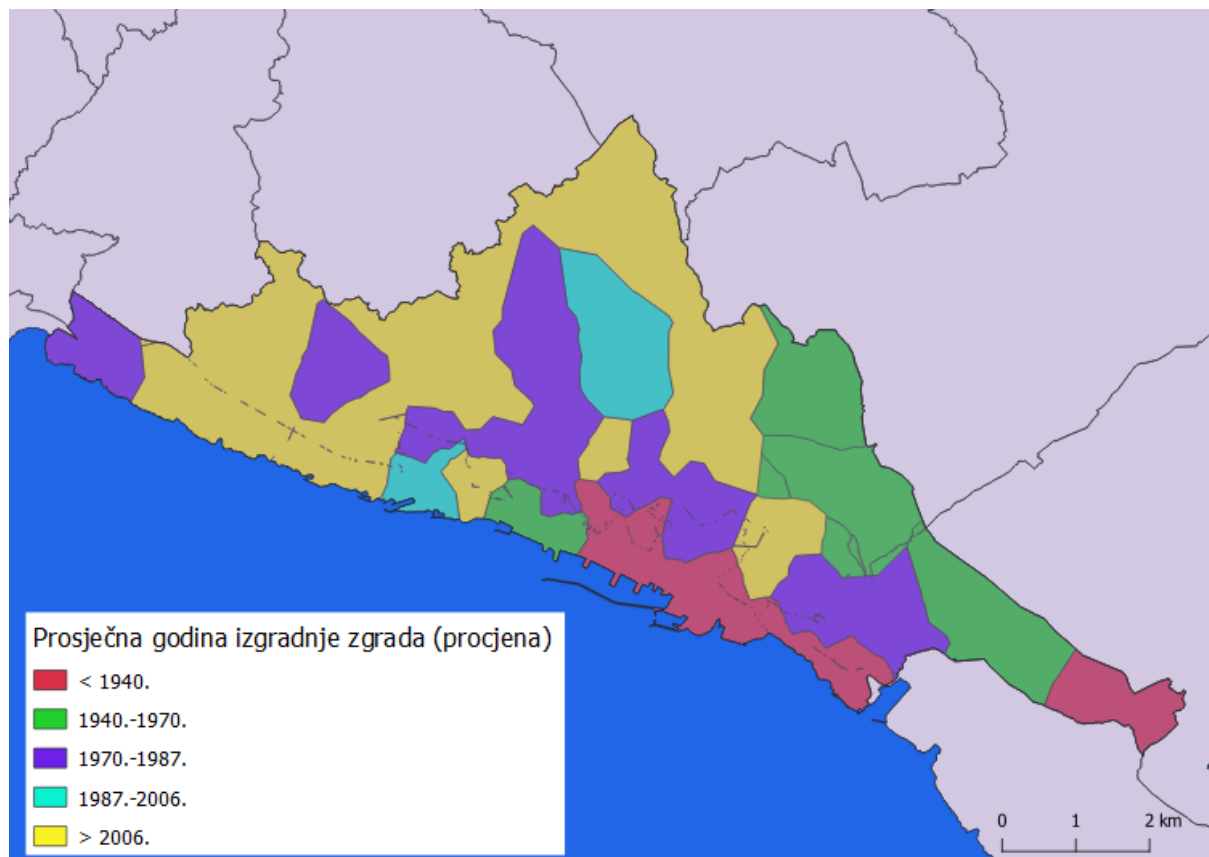 Prosječna godina izgradnje zgrada (procjena)
< 1940.
1940.-1970.
1970.-1987.
1987.-2006.
> 2006.
0 1 2 km